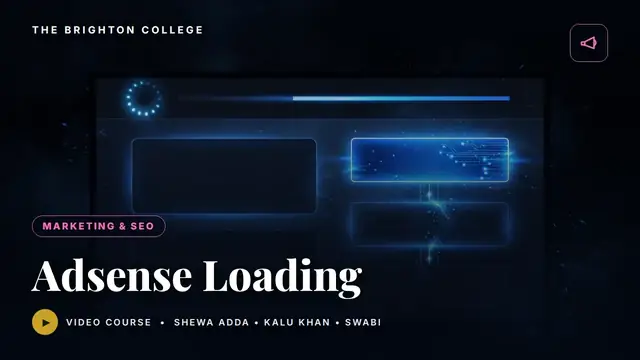 THE BRIGHTON COLLEGE
MARKETING & SEO
Adsense Loading
VIDEO COURSE • SHEWA ADDA • KALU KHAN • SWABI